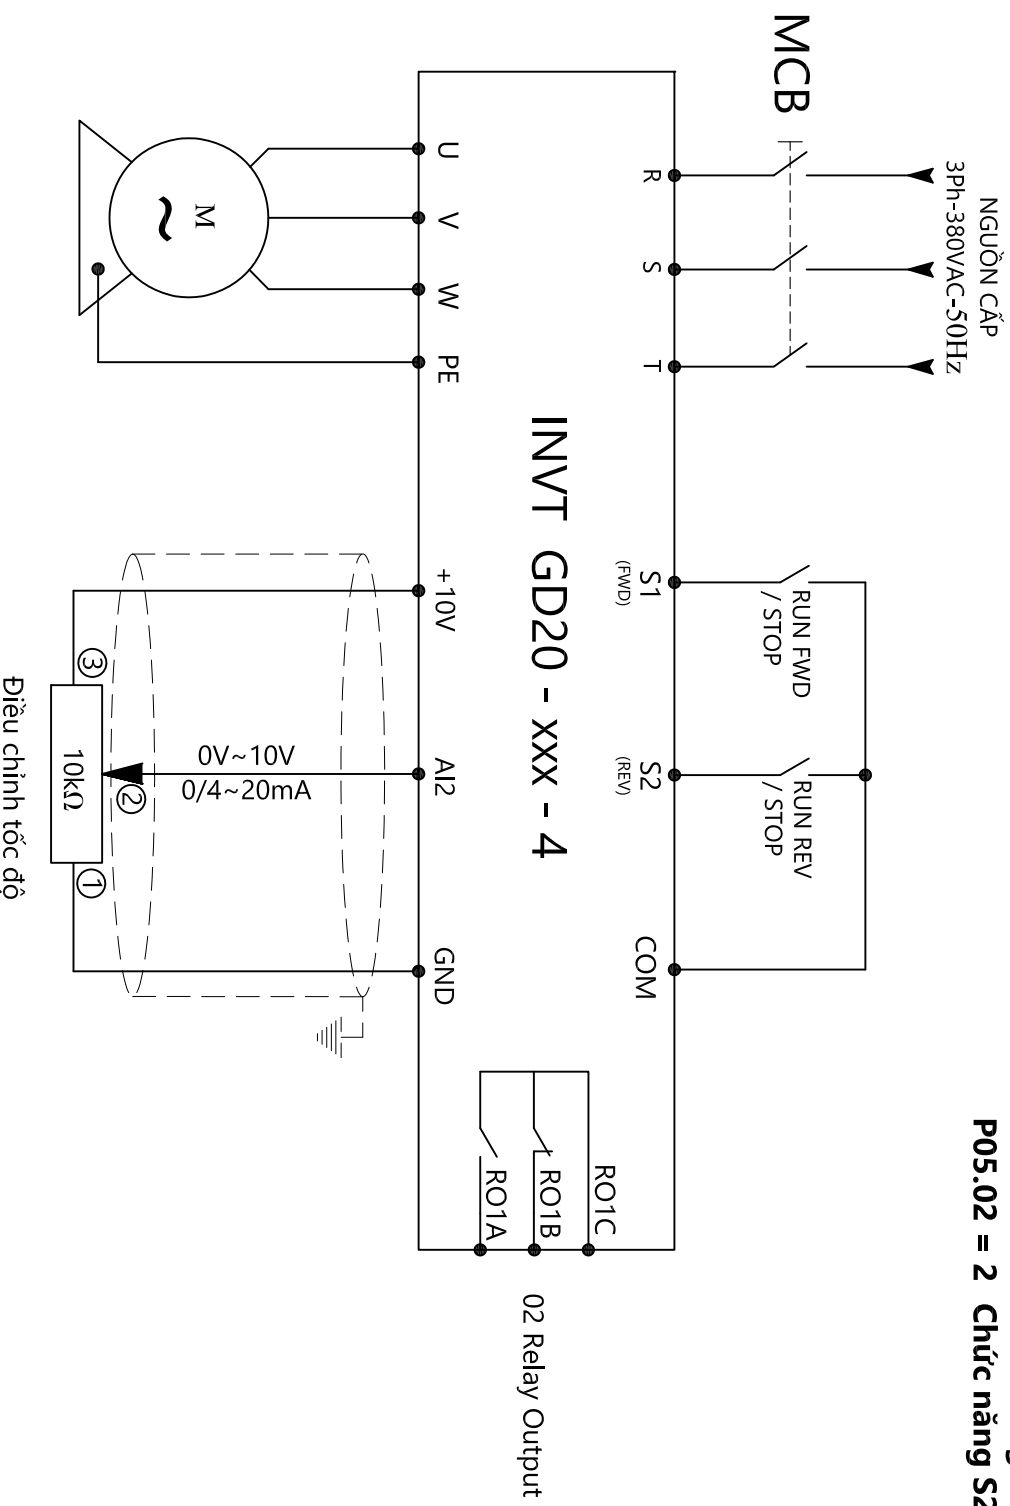 NGUỒN CẤP
3Ph-380VAC-50Hz
MCB
R
S
T
S1
(FWD)
RUN FWD
/ STOP
S2
(REV)
RUN REV
/ STOP
COM
INVT GD20 - xxx - 4
U
V
W
PE
M
~
+10V
AI2
GND
0V~10V
0/4~20mA
③
②
①
10kΩ
Điều chỉnh tốc độ
RO1C
RO1B
RO1A
02 Relay Output
P05.02 = 2 Chức năng S2